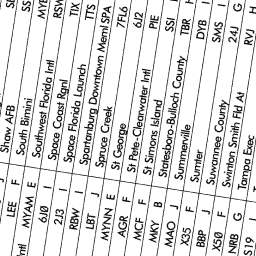 Shaw AFB
LEE F South Bimini
MYAM E Southwest Florida Intl RSW
6J0 I Space Coast Rgnl TIX
2J3 I Space Florida Launch TTS
RBW I Spartanburg Downtown Meml SPA
LBT J Spruce Creek 7FL6
MYNN E St George 6J2
AGR F St Pete-Clearwater Intl PIE
MCF F St Simons Island SSI
MKY B Statesboro-Bulloch County TBR
MAO J Summerville DYB
X35 F Sumter SMS
BBP J Suwannee County 24J
X50 F Swinton Smith Fld At RVJ
NRB G Tampa Exec
S19 I